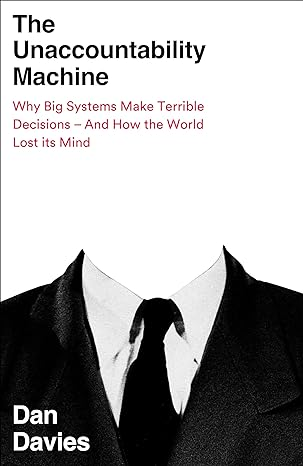 The
Unaccountability
Machine
Why Big Systems Make Terrible
Decisions – And How the World
Lost its Mind
Dan
Davies